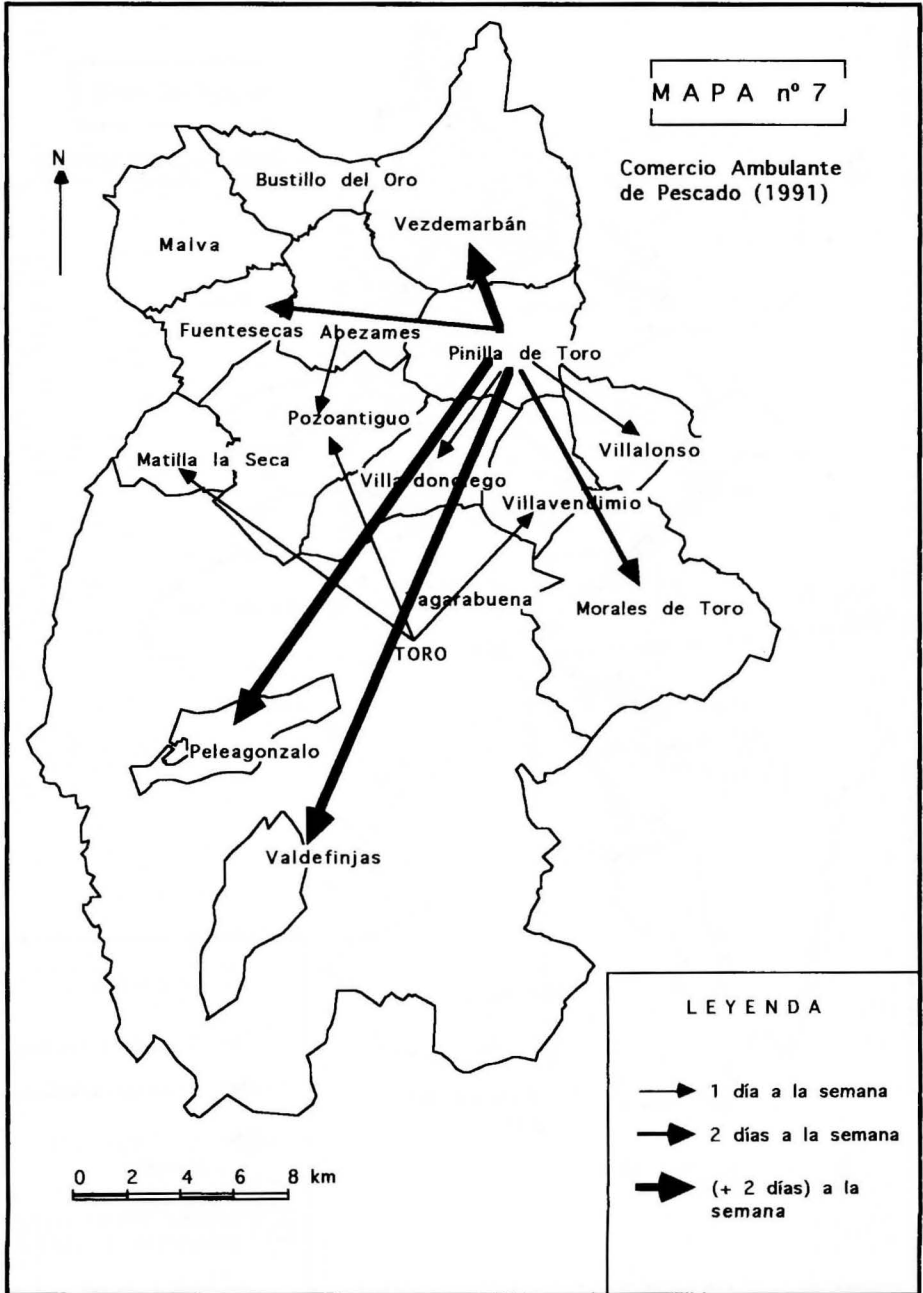 MAPA nº 7
Comercio Ambulante
de Pescado (1991)
N
Bustillo del Oro
Vezdemarbán
Malva
Fuentesecas
Abezames
Pinilla de Toro
Pozoantiguo
Villalonso
Matilla la Seca
Villardondiego
Villavendimio
Tagarabuena
Morales de Toro
TORO
Peleagonzalo
Valdefinjas
LEYENDA
1 día a la semana
2 días a la semana
(+ 2 días) a la
semana
0 2 4 6 8 km